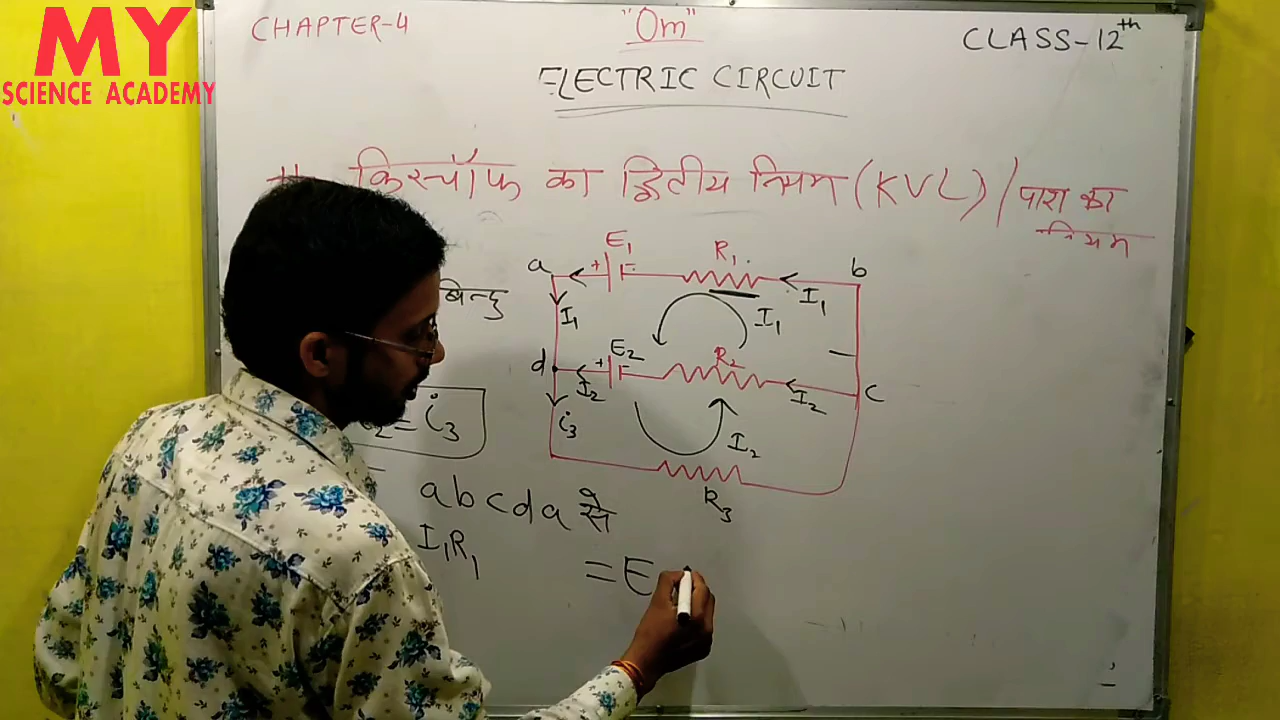 MY
SCIENCE ACADEMY
CHAPTER-4
"Om"
CLASS-12th
ELECTRIC CIRCUIT
किरचॉफ का द्वितीय नियम (KVL) / पाश का
नियम
बिन्दु
a
E1
+
-
R1
I1
b
I1
I1
d
E2
+
-
R2
I2
I2
c
i3
I2
R3
= i3
abcda से
I1R1
= E